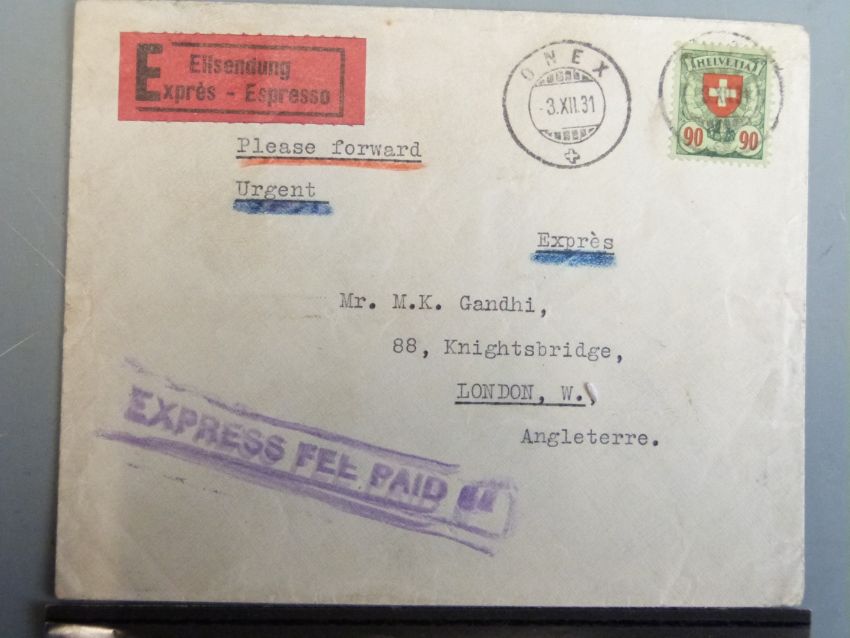 E Eilsendung
Exprès - Espresso
ONEX
-3.XII.31
HELVETIA
90 90
Please forward
Urgent
Exprès
Mr. M.K. Gandhi,
88, Knightsbridge,
LONDON, W.,
Angleterre.
EXPRESS FEE PAID